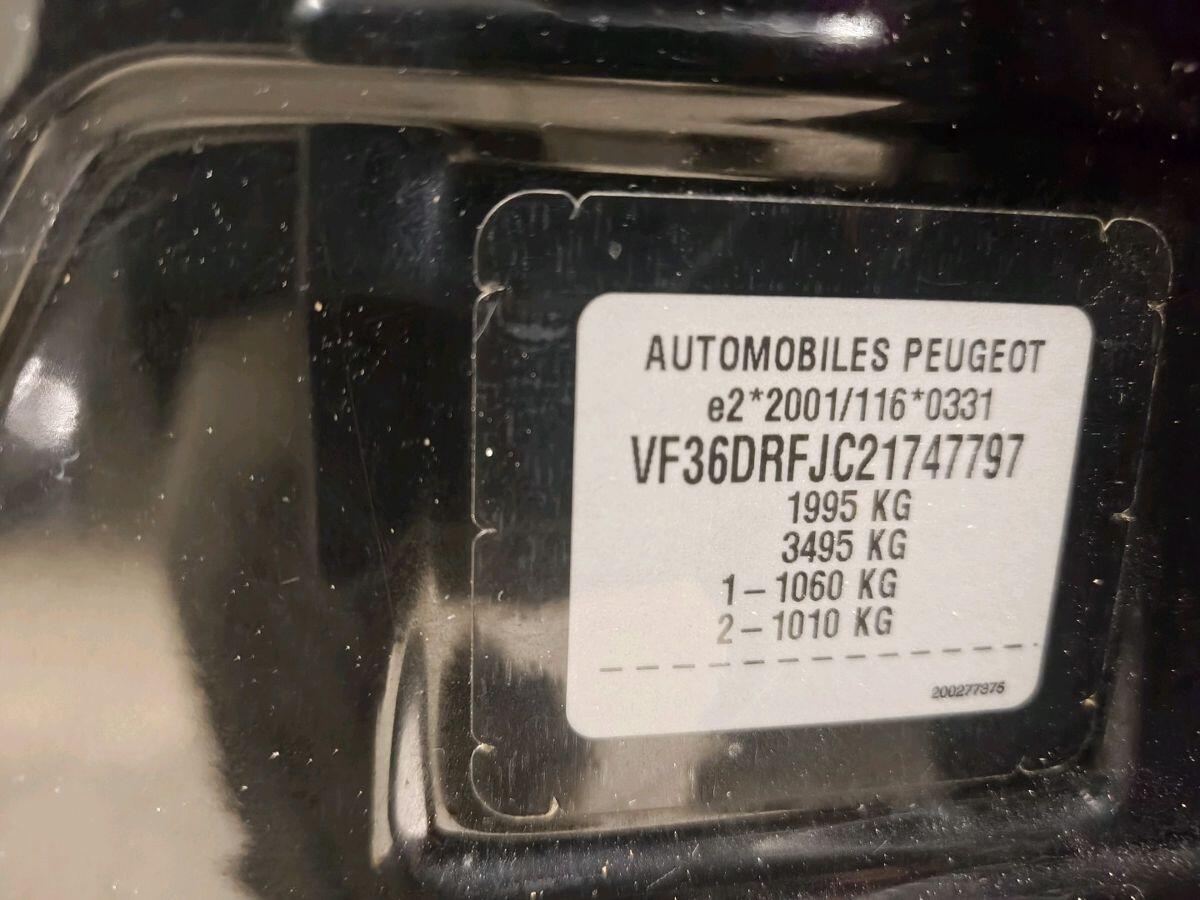 AUTOMOBILES PEUGEOT
e2*2001/116*0331
VF36DRFJC21747797
1995 KG
3495 KG
1 – 1060 KG
2 – 1010 KG
200277375